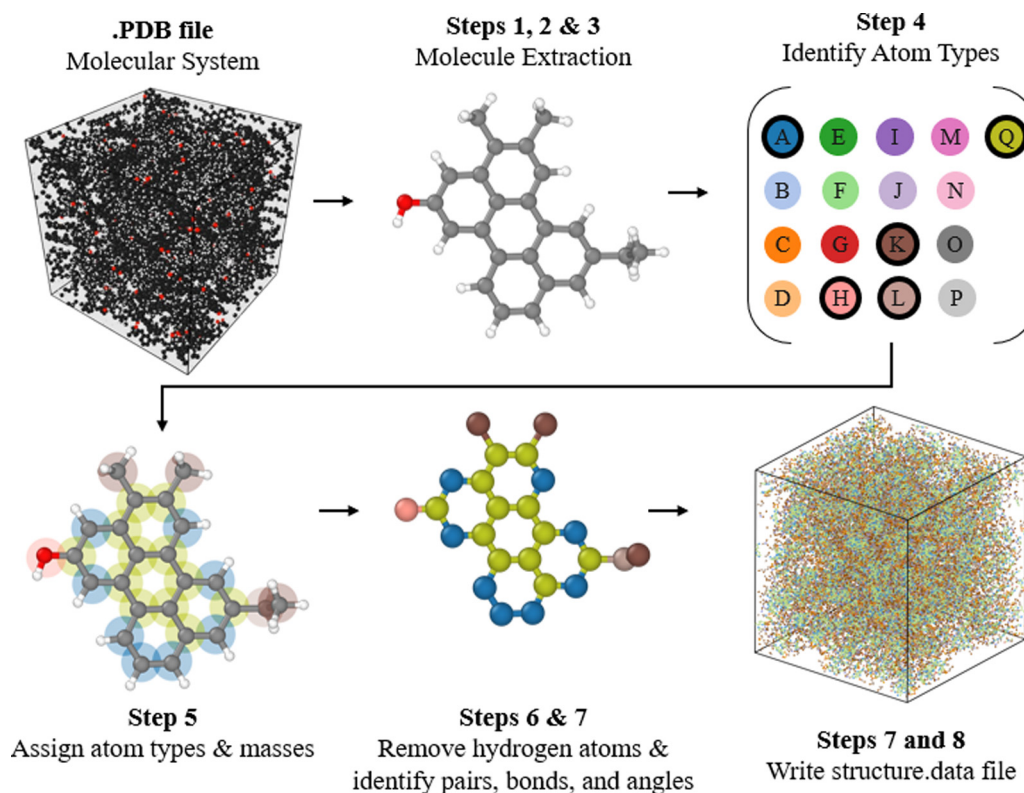 .PDB file
Molecular System
Steps 1, 2 & 3
Molecule Extraction
Step 4
Identify Atom Types
A E I M Q
B F J N
C G K O
D H L P
Step 5
Assign atom types & masses
Steps 6 & 7
Remove hydrogen atoms &
identify pairs, bonds, and angles
Steps 7 and 8
Write structure.data file